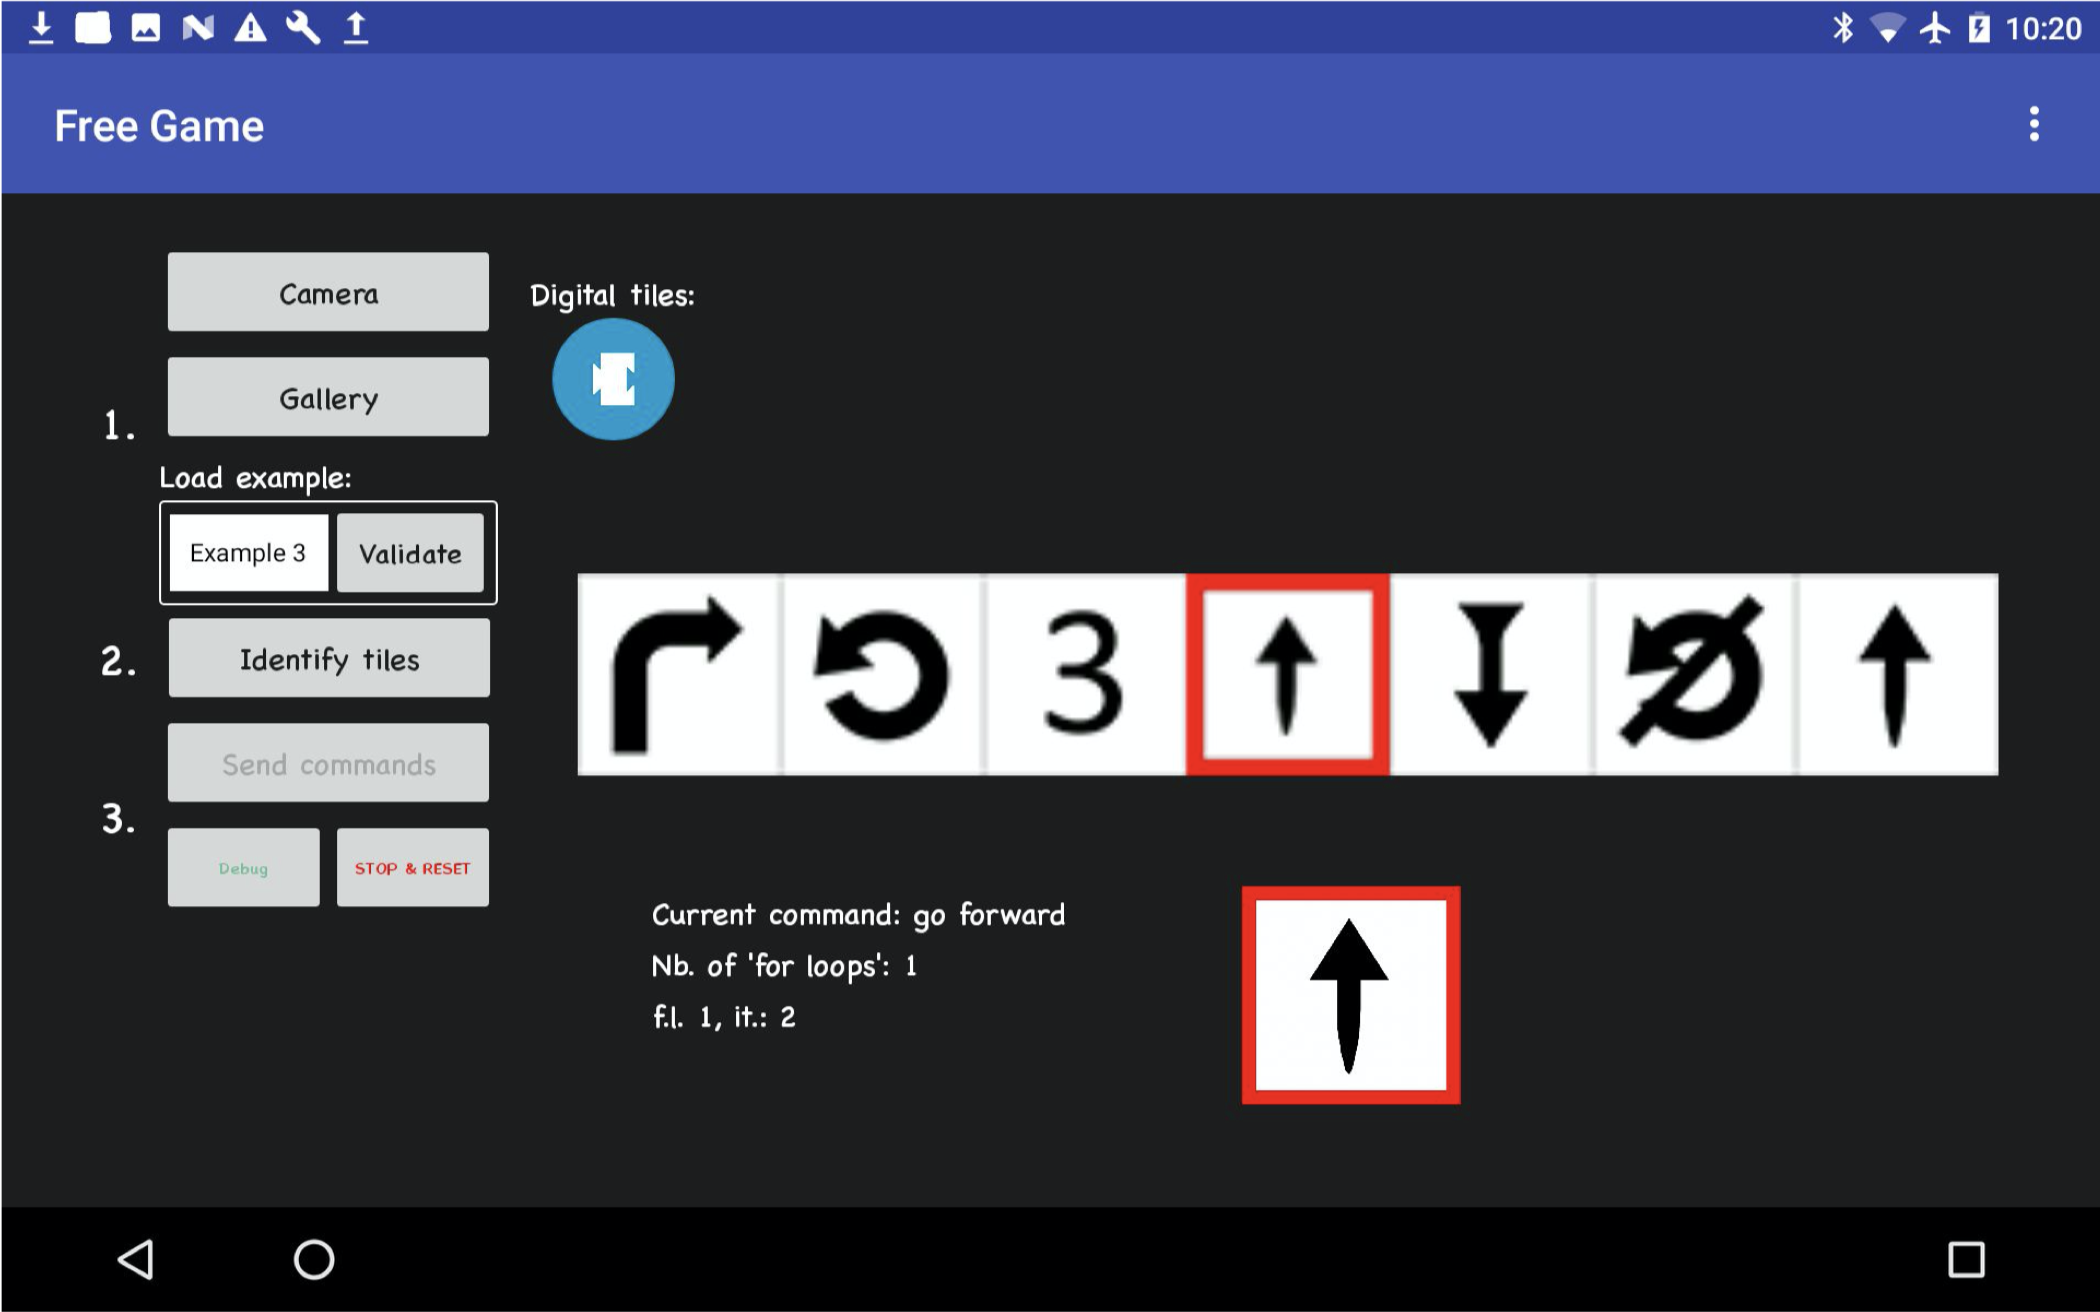 10:20
Free Game
Camera
Digital tiles:
Gallery
1.
Load example:
Example 3
Validate
2.
Identify tiles
3
Send commands
3.
Debug
STOP & RESET
Current command: go forward
Nb. of 'for loops': 1
f.l. 1, it.: 2